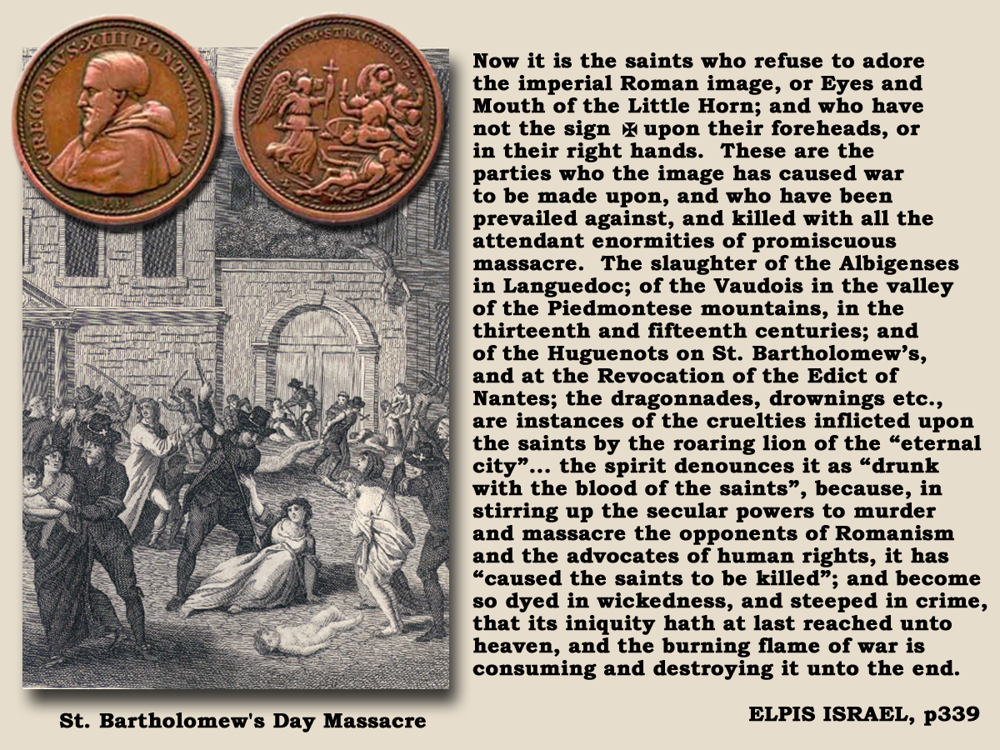 GREGORIVS·XIII PONT·MAX·AN·I
VGONOTTORVM·STRAGES·1572
Now it is the saints who refuse to adore
the imperial Roman image, or Eyes and
Mouth of the Little Horn; and who have
not the sign ✠ upon their foreheads, or
in their right hands.  These are the
parties who the image has caused war
to be made upon, and who have been
prevailed against, and killed with all the
attendant enormities of promiscuous
massacre.  The slaughter of the Albigenses
in Languedoc; of the Vaudois in the valley
of the Piedmontese mountains, in the
thirteenth and fifteenth centuries; and
of the Huguenots on St. Bartholomew’s,
and at the Revocation of the Edict of
Nantes; the dragonnades, drownings etc.,
are instances of the cruelties inflicted upon
the saints by the roaring lion of the “eternal
city”... the spirit denounces it as “drunk
with the blood of the saints”, because, in
stirring up the secular powers to murder
and massacre the opponents of Romanism
and the advocates of human rights, it has
“caused the saints to be killed”; and become
so dyed in wickedness, and steeped in crime,
that its iniquity hath at last reached unto
heaven, and the burning flame of war is
consuming and destroying it unto the end.
ELPIS ISRAEL, p339
St. Bartholomew's Day Massacre